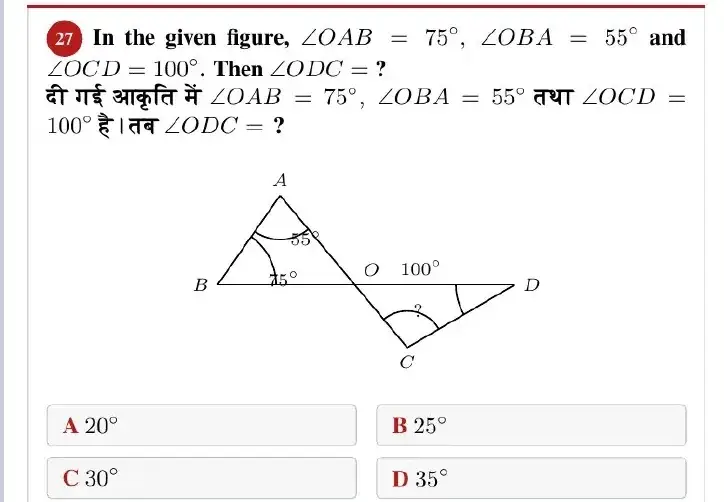 27 In the given figure, ∠OAB = 75°, ∠OBA = 55° and
∠OCD = 100°. Then ∠ODC = ?
दी गई आकृति में ∠OAB = 75°, ∠OBA = 55° तथा ∠OCD =
100° है। तब ∠ODC = ?
A
55°
O 100°
B 75° D
?
C
A 20° B 25°
C 30° D 35°